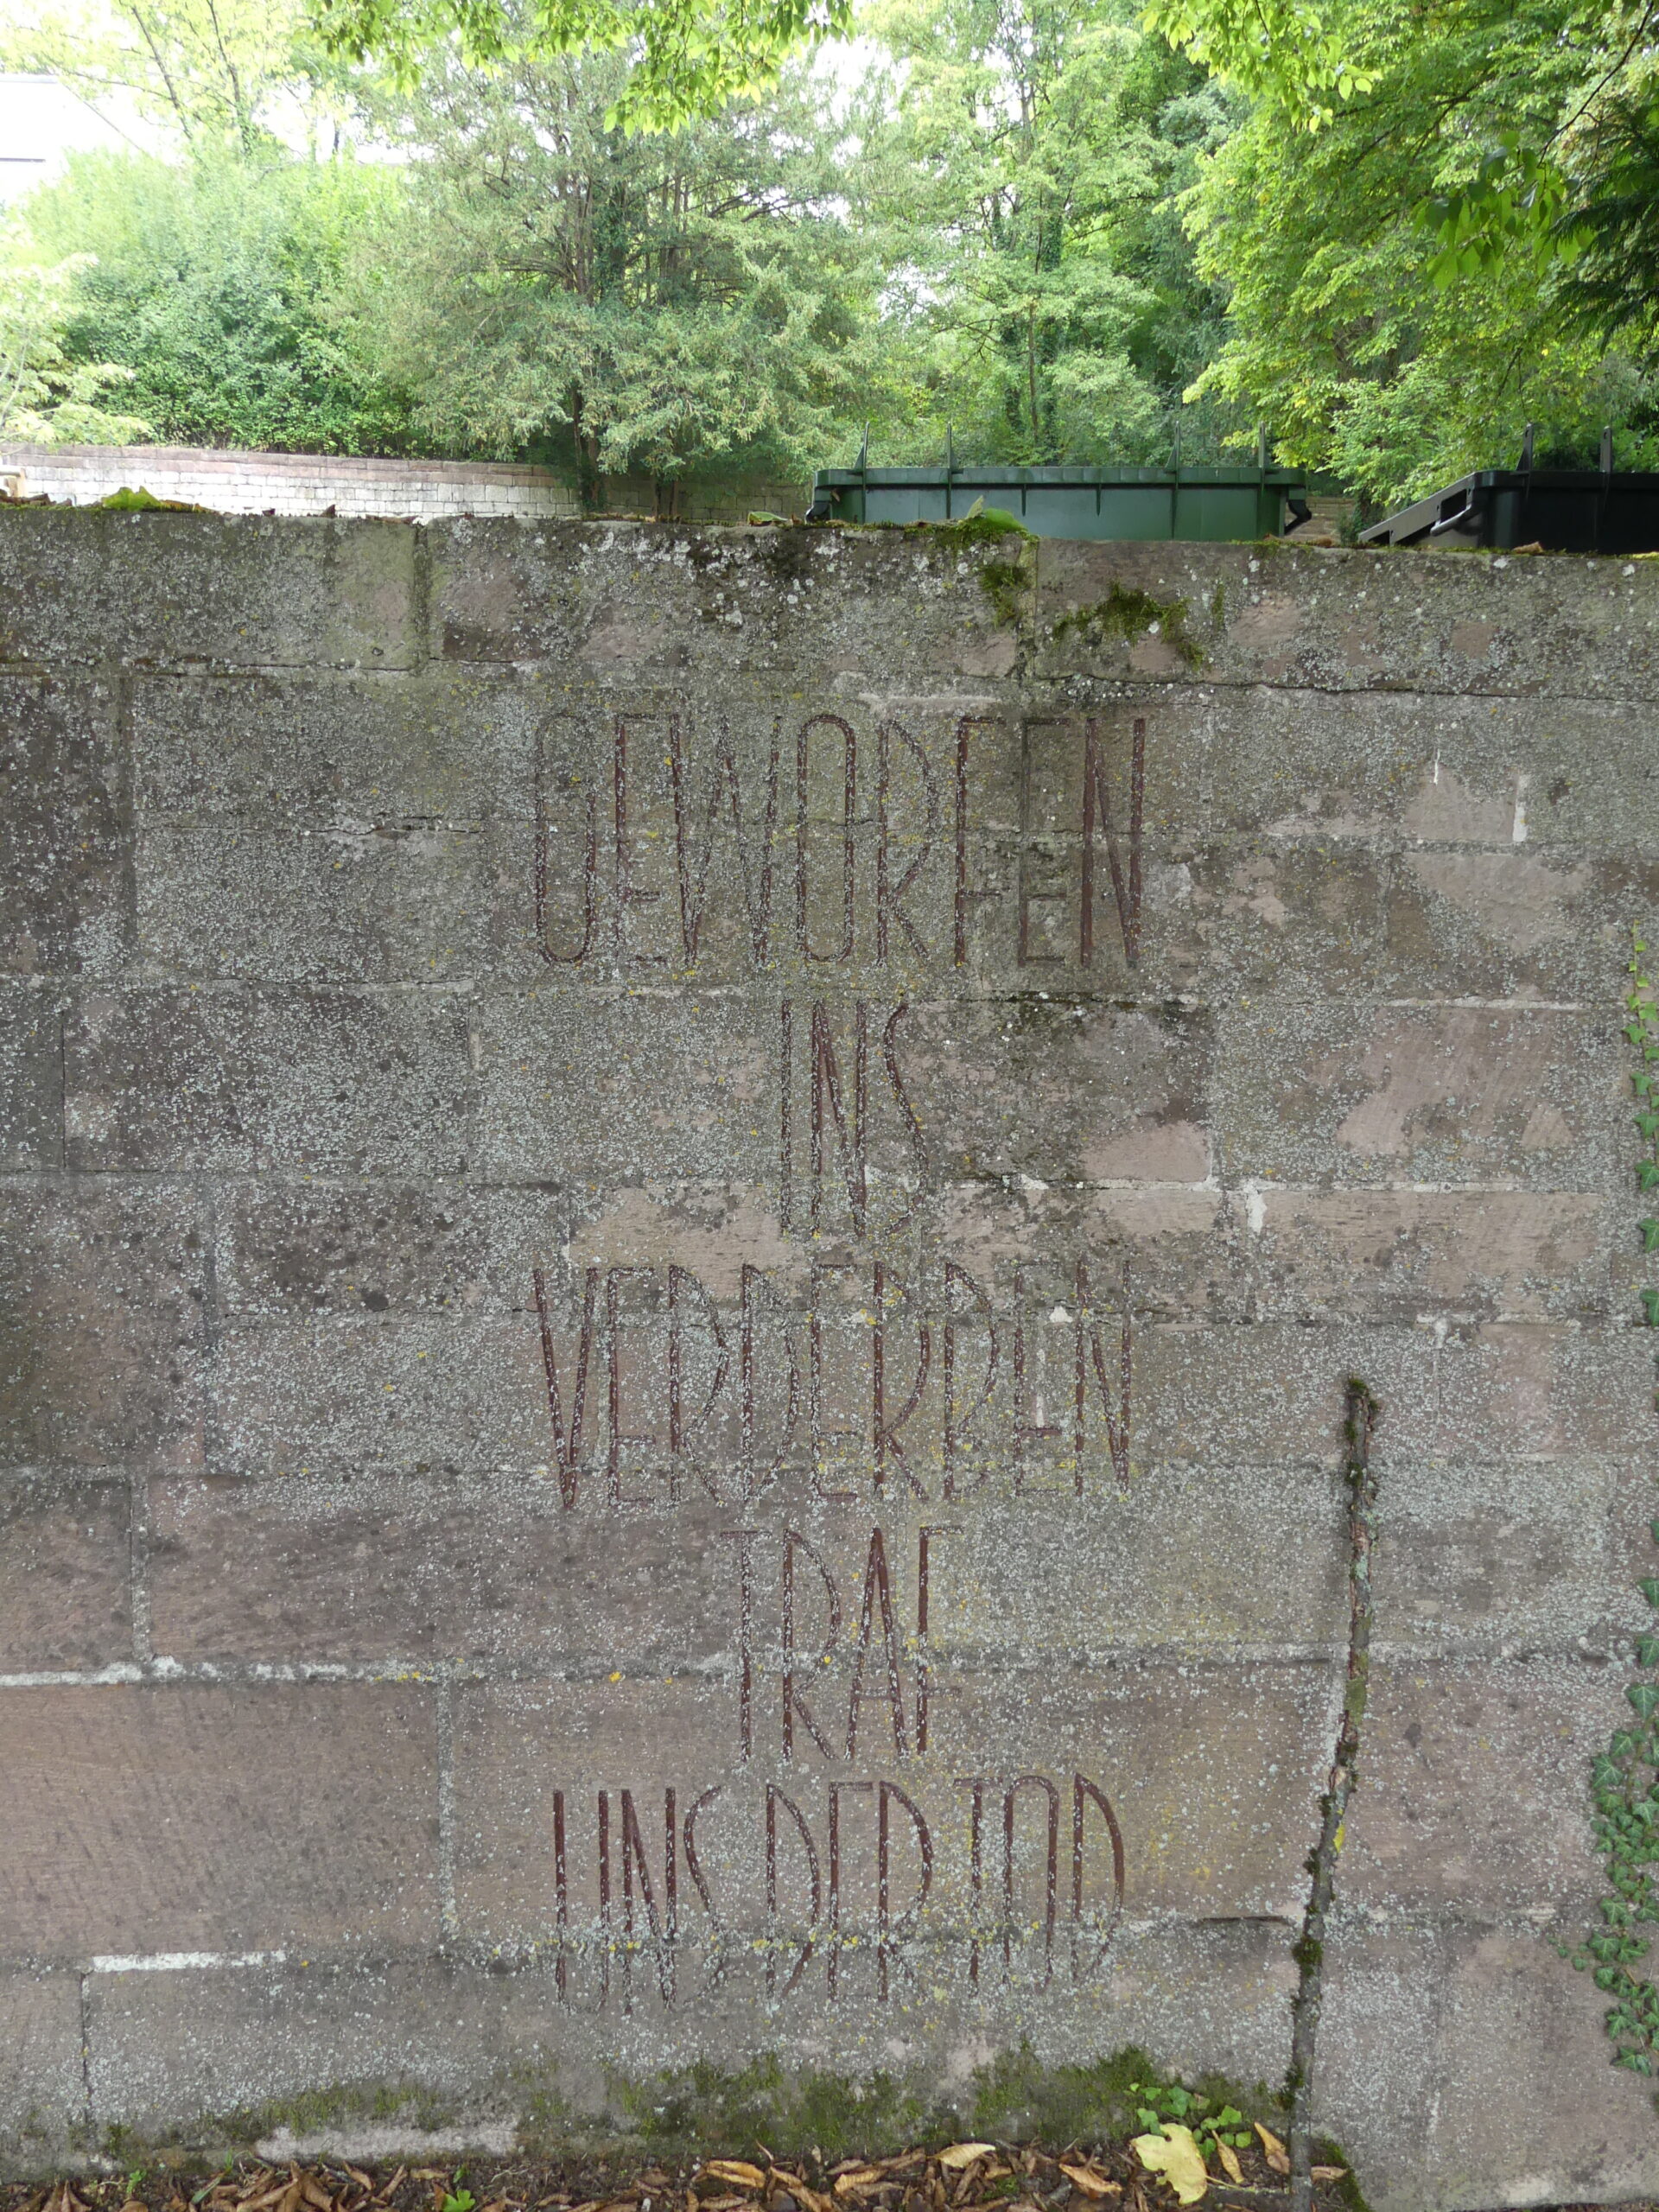 GEWORFEN
INS
VERDERBEN
TRAF
UNS DER TOD